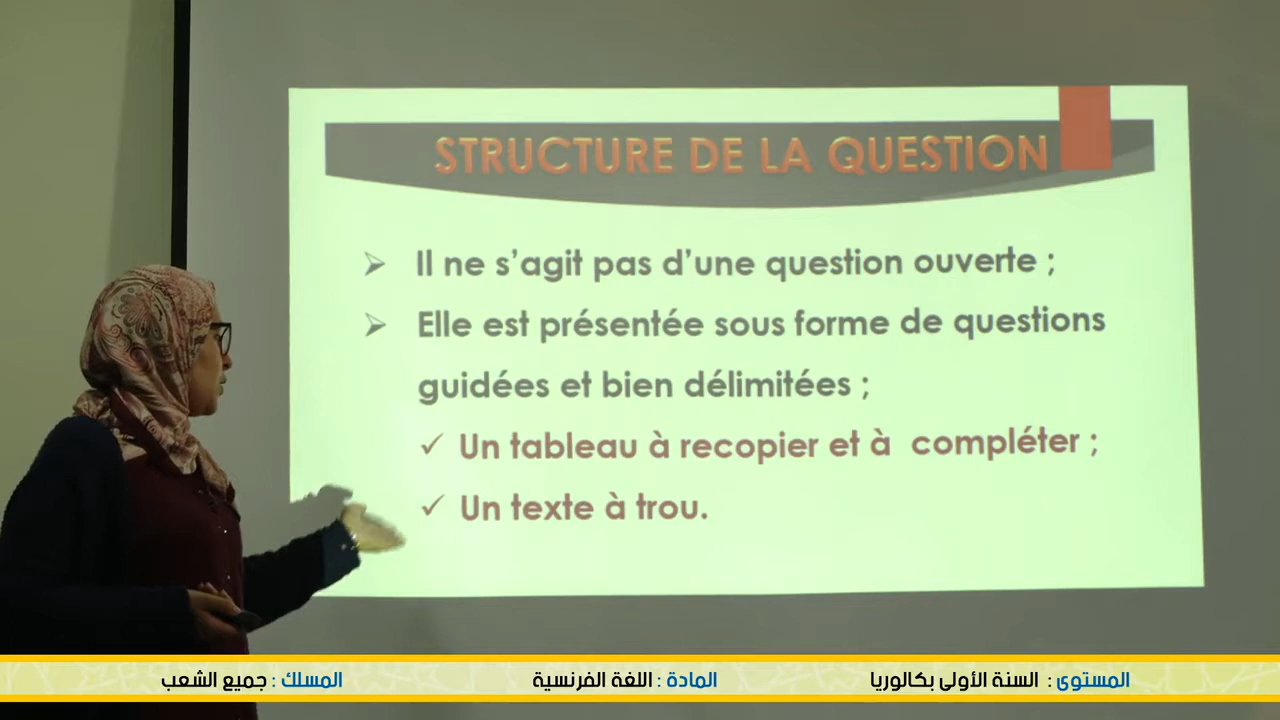 STRUCTURE DE LA QUESTION
➢ Il ne s’agit pas d’une question ouverte ;
➢ Elle est présentée sous forme de questions
guidées et bien délimitées ;
✓ Un tableau à recopier et à compléter ;
✓ Un texte à trou.
المستوى : السنة الأولى بكالوريا
المادة : اللغة الفرنسية
المسلك : جميع الشعب